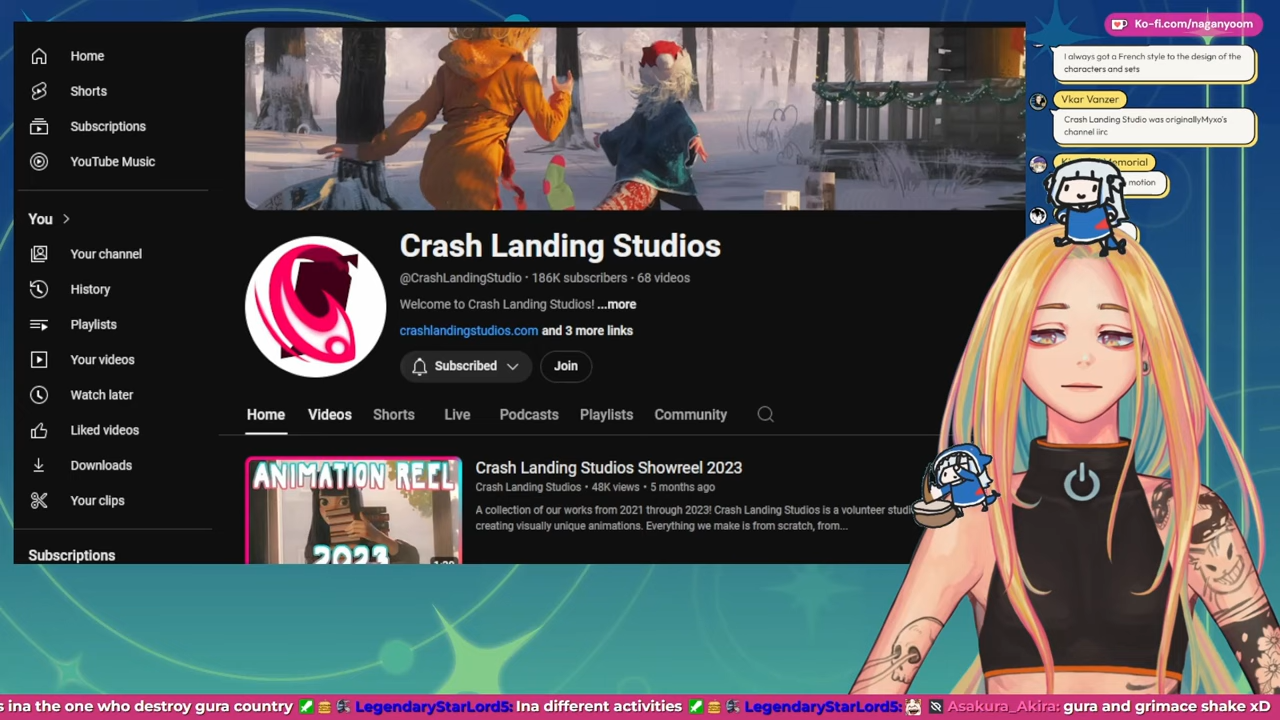 Home
Shorts
Subscriptions
YouTube Music
You
Your channel
History
Playlists
Your videos
Watch later
Liked videos
Downloads
Your clips
Subscriptions
Crash Landing Studios
@CrashLandingStudio • 186K subscribers • 68 videos
Welcome to Crash Landing Studios! ...more
crashlandingstudios.com and 3 more links
Subscribed
Join
Home Videos Shorts Live Podcasts Playlists Community
ANIMATION REEL
2023
Crash Landing Studios Showreel 2023
Crash Landing Studios • 48K views • 5 months ago
A collection of our works from 2021 through 2023! Crash Landing Studios is a volunteer
creating visually unique animations. Everything we make is from scratch, from...
Ko-fi.com/naganyoom
I always got a French style to the design of the
characters and sets
Vkar Vanzer
Crash Landing Studio was originallyMyxo's
channel iirc
motion
s ina the one who destroy gura country LegendaryStarLord5: Ina different activities LegendaryStarLord5: Asakura_Akira: gura and grimace shake xD